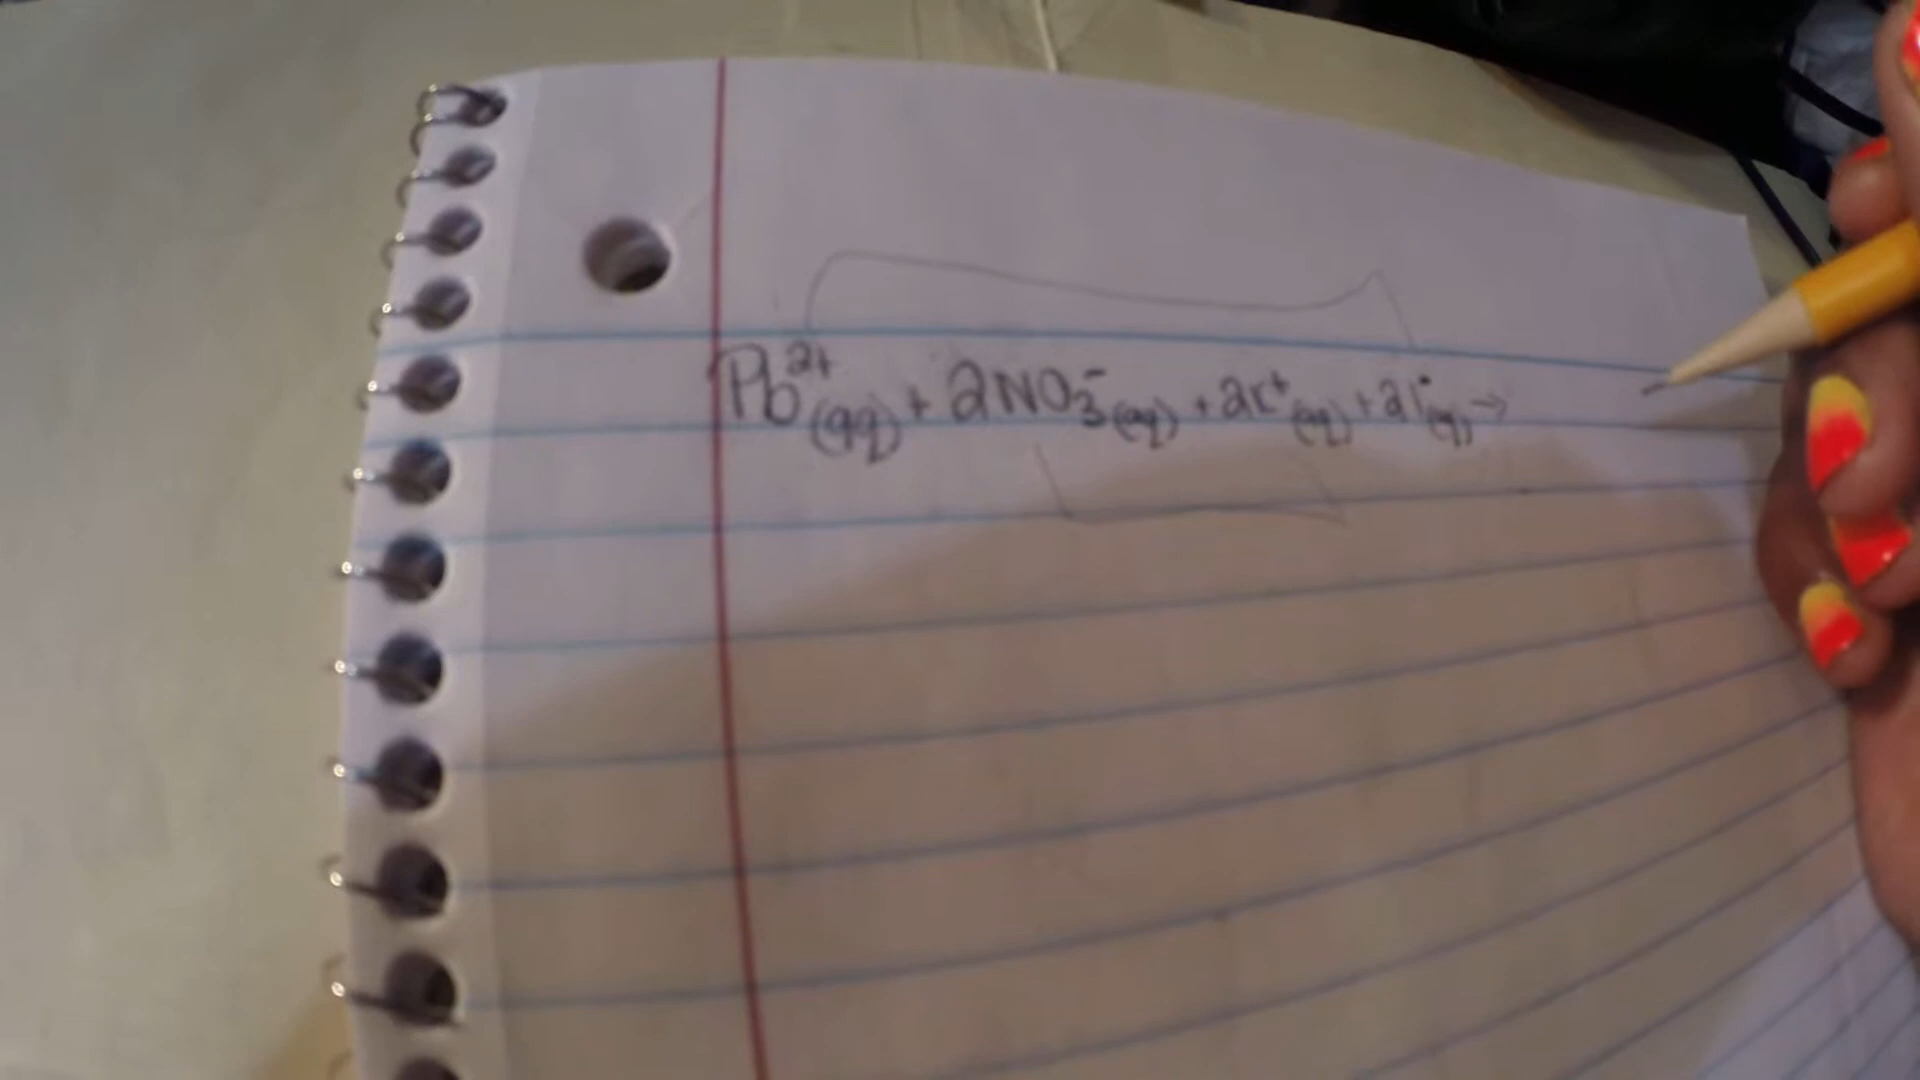 Pb²⁺(aq) + 2NO₃⁻(aq) + 2K⁺(aq) + 2I⁻(aq) →